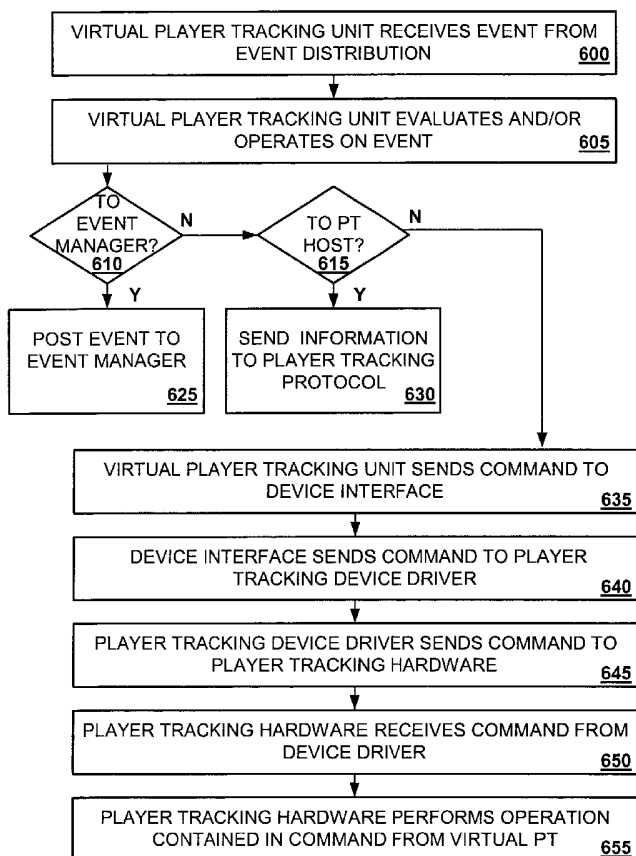 VIRTUAL PLAYER TRACKING UNIT RECEIVES EVENT FROM
EVENT DISTRIBUTION
600
VIRTUAL PLAYER TRACKING UNIT EVALUATES AND/OR
OPERATES ON EVENT
605
TO
EVENT
MANAGER?
610
N
Y
TO PT
HOST?
615
N
Y
POST EVENT TO
EVENT MANAGER
625
SEND INFORMATION
TO PLAYER TRACKING
PROTOCOL
630
VIRTUAL PLAYER TRACKING UNIT SENDS COMMAND TO
DEVICE INTERFACE
635
DEVICE INTERFACE SENDS COMMAND TO PLAYER
TRACKING DEVICE DRIVER
640
PLAYER TRACKING DEVICE DRIVER SENDS COMMAND TO
PLAYER TRACKING HARDWARE
645
PLAYER TRACKING HARDWARE RECEIVES COMMAND FROM
DEVICE DRIVER
650
PLAYER TRACKING HARDWARE PERFORMS OPERATION
CONTAINED IN COMMAND FROM VIRTUAL PT
655